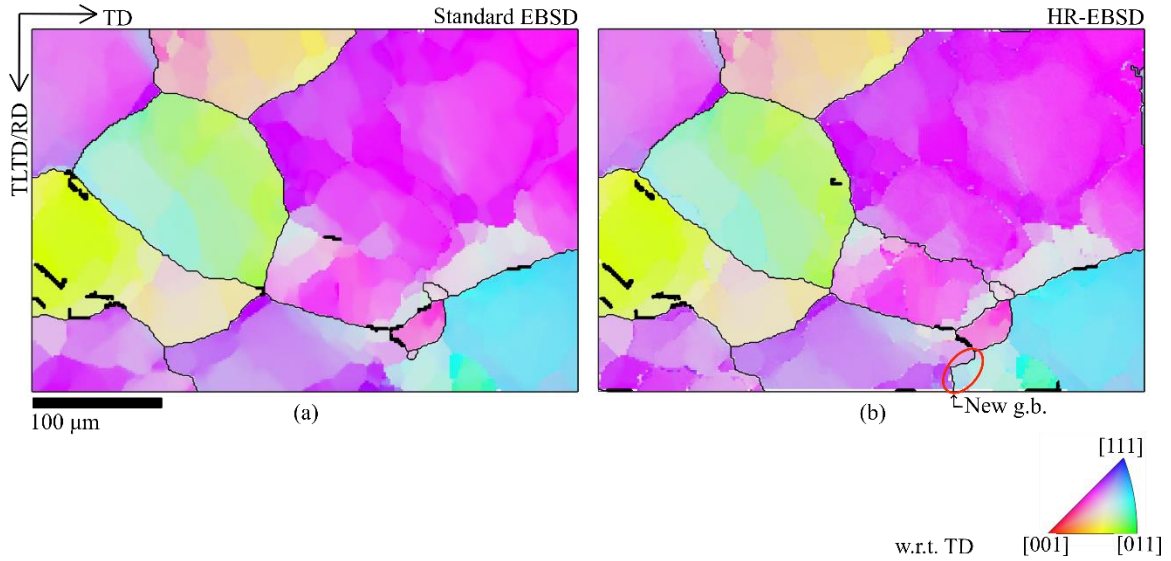 TD
Standard EBSD
HR-EBSD
TLTD/RD
100 µm
(a)
(b)
New g.b.
[111]
w.r.t. TD
[001]
[011]